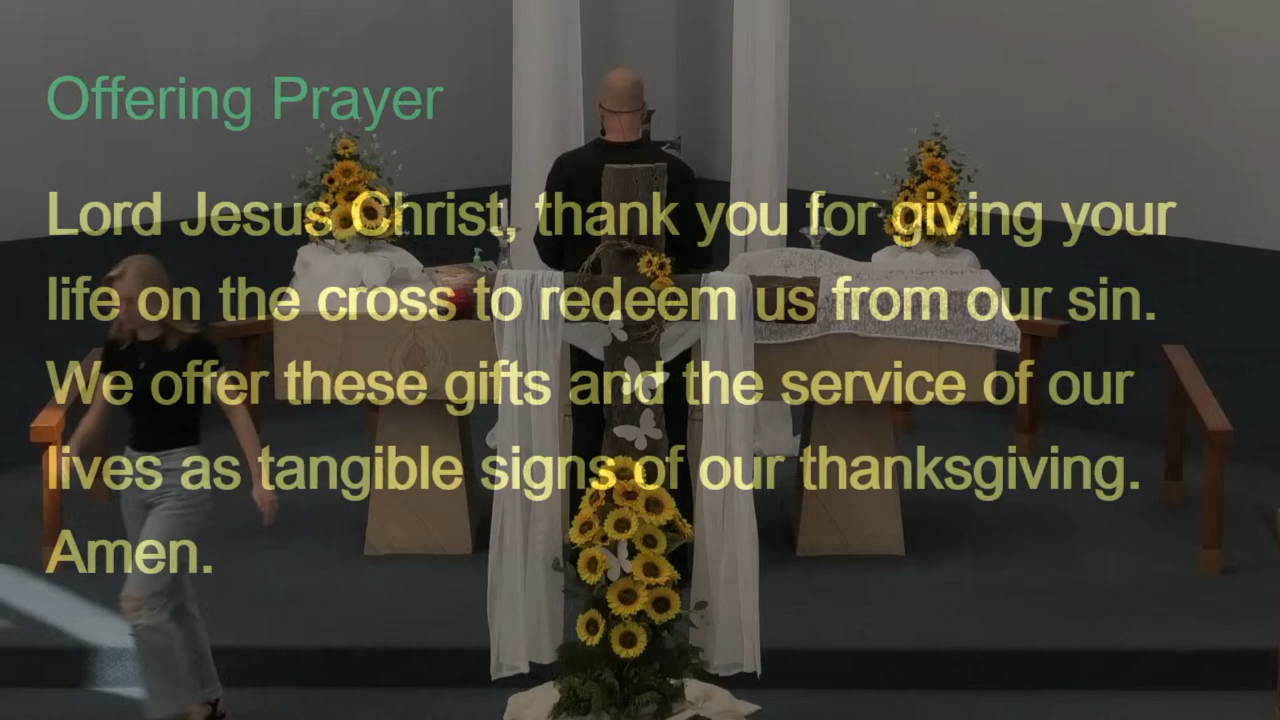 Offering Prayer
Lord Jesus Christ, thank you for giving your
life on the cross to redeem us from our sin.
We offer these gifts and the service of our
lives as tangible signs of our thanksgiving.
Amen.